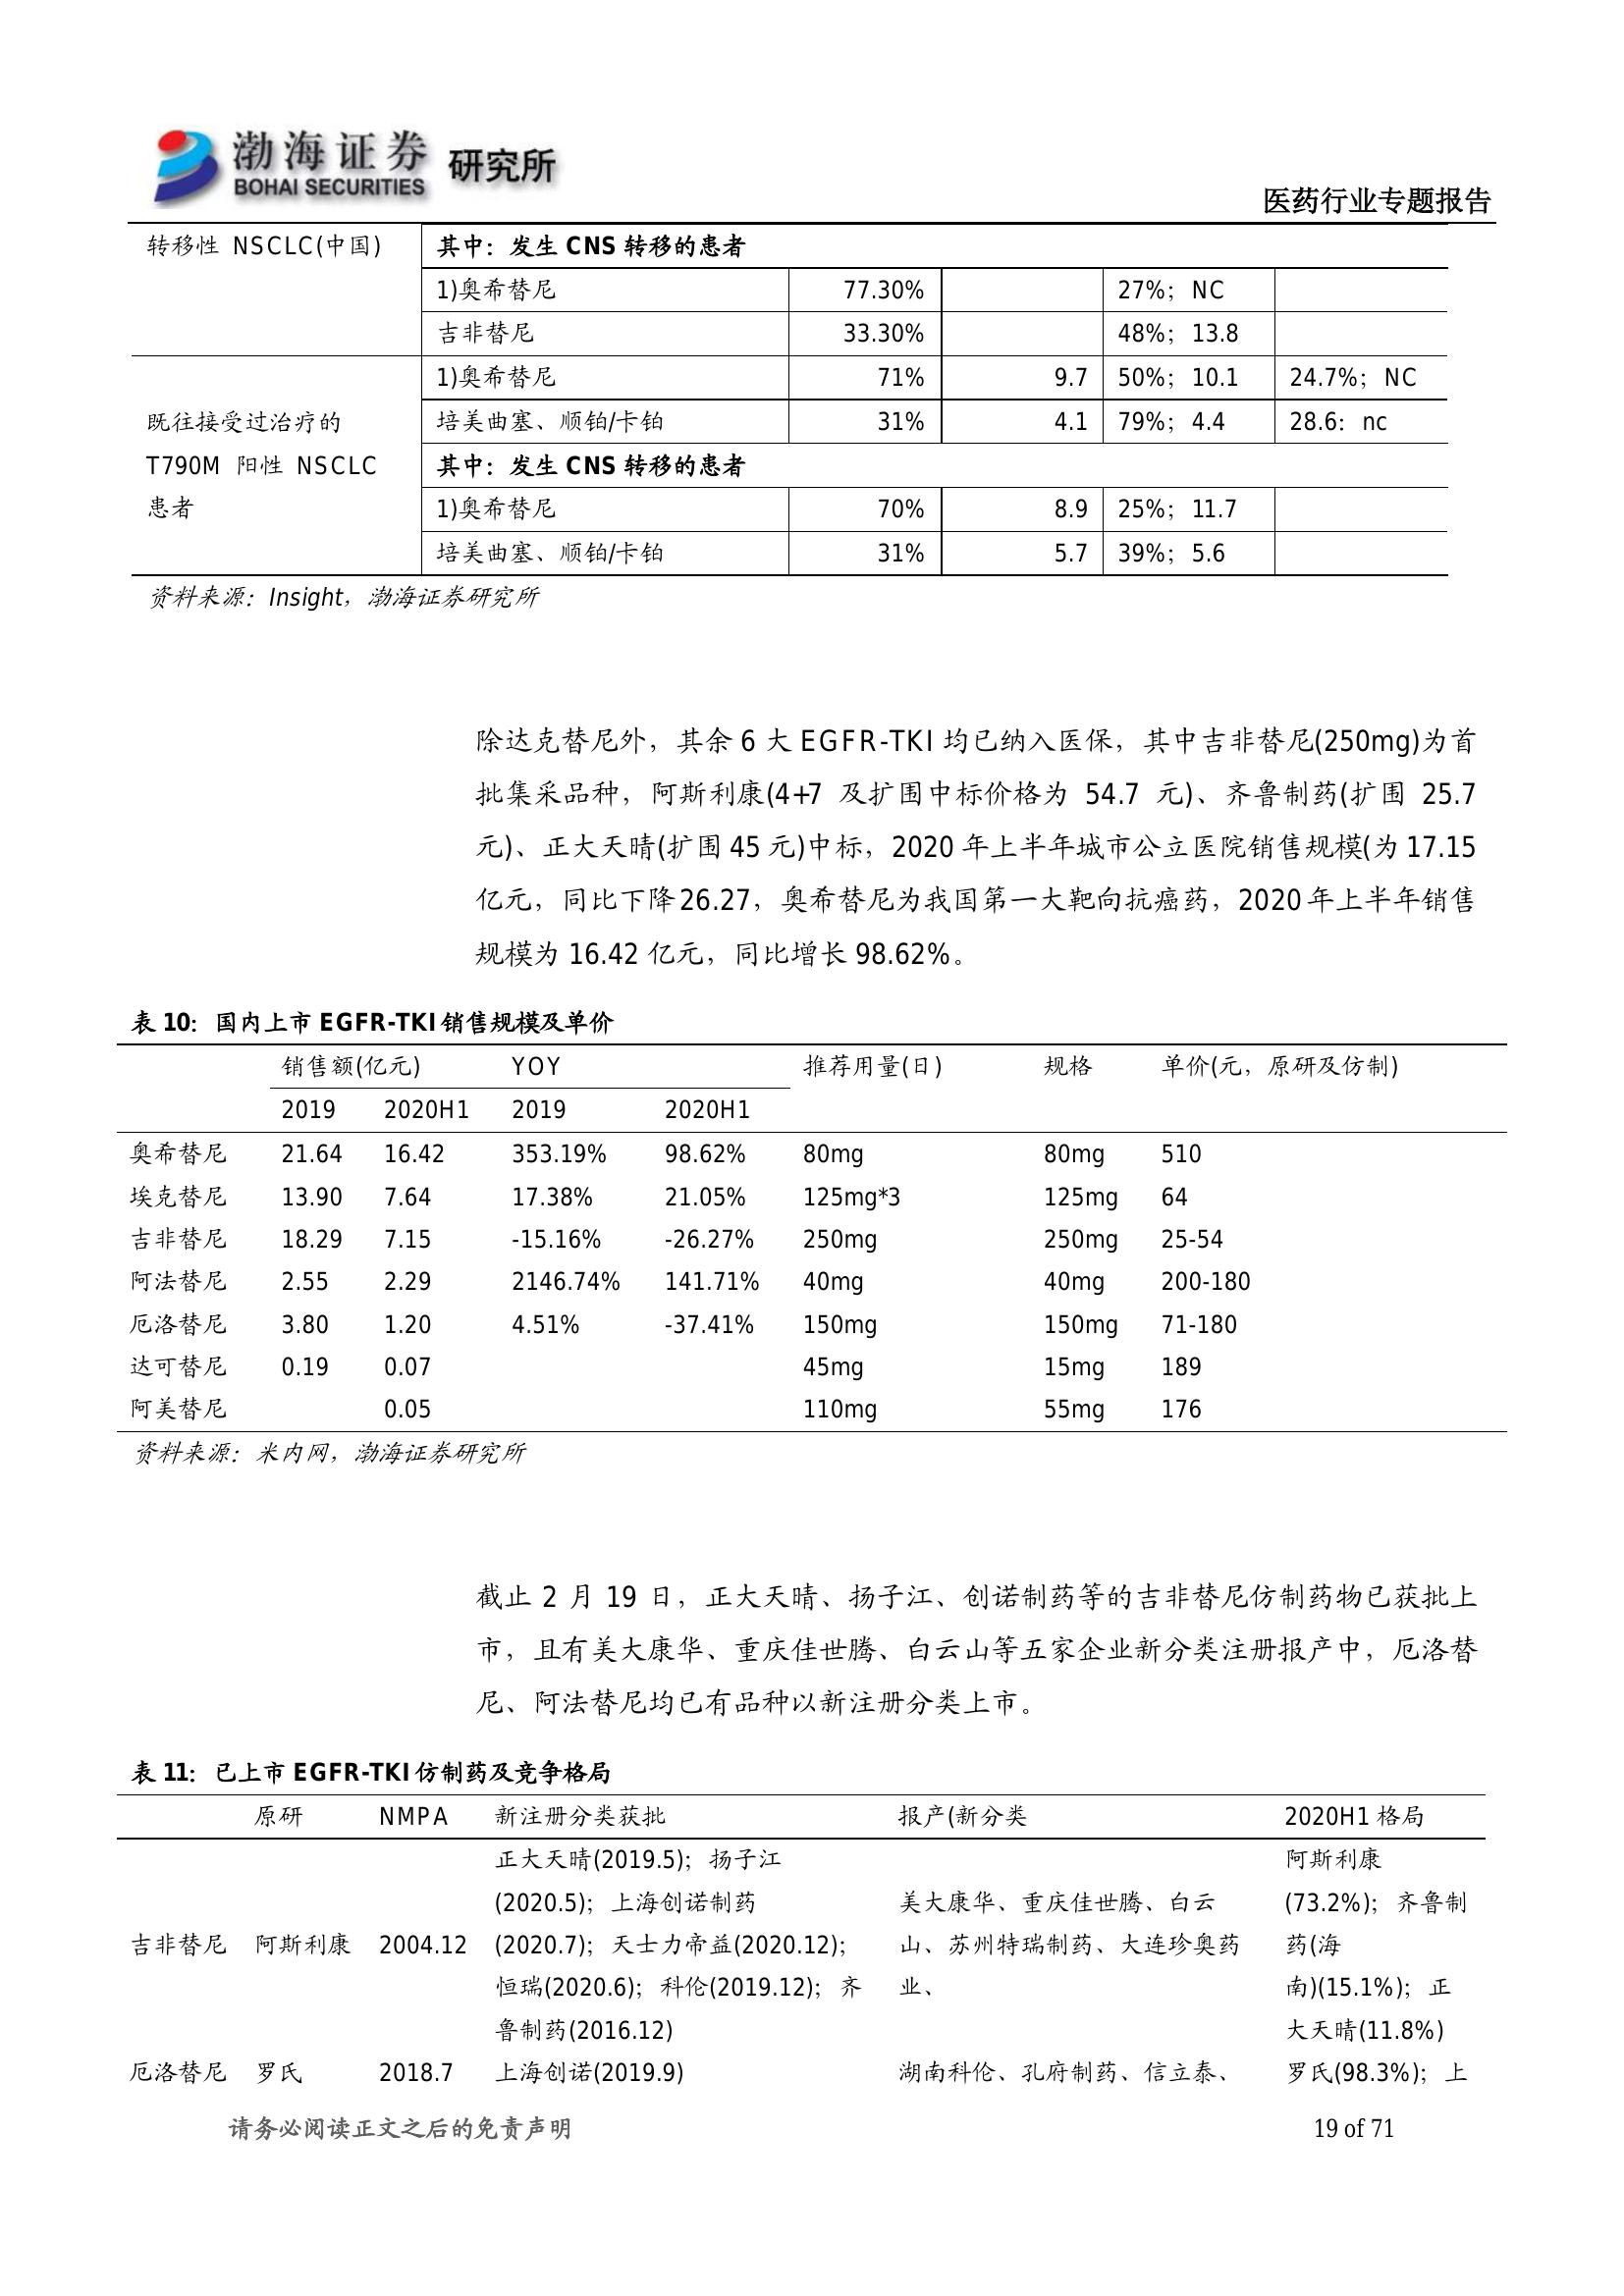 渤海证券 研究所
BOHAI SECURITIES
医药行业专题报告
转移性 NSCLC(中国) 其中：发生 CNS 转移的患者
1)奥希替尼 77.30% 27%；NC
吉非替尼 33.30% 48%；13.8
1)奥希替尼 71% 9.7 50%；10.1 24.7%；NC
既往接受过治疗的 培美曲塞、顺铂/卡铂 31% 4.1 79%；4.4 28.6：nc
T790M 阳性 NSCLC 其中：发生 CNS 转移的患者
患者 1)奥希替尼 70% 8.9 25%；11.7
培美曲塞、顺铂/卡铂 31% 5.7 39%；5.6
资料来源：Insight，渤海证券研究所
除达克替尼外，其余 6 大 EGFR-TKI 均已纳入医保，其中吉非替尼(250mg)为首
批集采品种，阿斯利康(4+7 及扩围中标价格为 54.7 元)、齐鲁制药(扩围 25.7
元)、正大天晴(扩围 45 元)中标，2020 年上半年城市公立医院销售规模(为 17.15
亿元，同比下降 26.27，奥希替尼为我国第一大靶向抗癌药，2020 年上半年销售
规模为 16.42 亿元，同比增长 98.62%。
表 10：国内上市 EGFR-TKI 销售规模及单价
销售额(亿元) YOY 推荐用量(日) 规格 单价(元，原研及仿制)
2019 2020H1 2019 2020H1
奥希替尼 21.64 16.42 353.19% 98.62% 80mg 80mg 510
埃克替尼 13.90 7.64 17.38% 21.05% 125mg*3 125mg 64
吉非替尼 18.29 7.15 -15.16% -26.27% 250mg 250mg 25-54
阿法替尼 2.55 2.29 2146.74% 141.71% 40mg 40mg 200-180
厄洛替尼 3.80 1.20 4.51% -37.41% 150mg 150mg 71-180
达可替尼 0.19 0.07 45mg 15mg 189
阿美替尼 0.05 110mg 55mg 176
资料来源：米内网，渤海证券研究所
截止 2 月 19 日，正大天晴、扬子江、创诺制药等的吉非替尼仿制药物已获批上
市，且有美大康华、重庆佳世腾、白云山等五家企业新分类注册报产中，厄洛替
尼、阿法替尼均已有品种以新注册分类上市。
表 11：已上市 EGFR-TKI 仿制药及竞争格局
原研 NMPA 新注册分类获批 报产(新分类 2020H1 格局
正大天晴(2019.5)；扬子江 阿斯利康
(2020.5)；上海创诺制药 美大康华、重庆佳世腾、白云 (73.2%)；齐鲁制
吉非替尼 阿斯利康 2004.12 (2020.7)；天士力帝益(2020.12)； 山、苏州特瑞制药、大连珍奥药 药(海
恒瑞(2020.6)；科伦(2019.12)；齐 业、 南)(15.1%)；正
鲁制药(2016.12) 大天晴(11.8%)
厄洛替尼 罗氏 2018.7 上海创诺(2019.9) 湖南科伦、孔府制药、信立泰、 罗氏(98.3%)；上
请务必阅读正文之后的免责声明 19 of 71